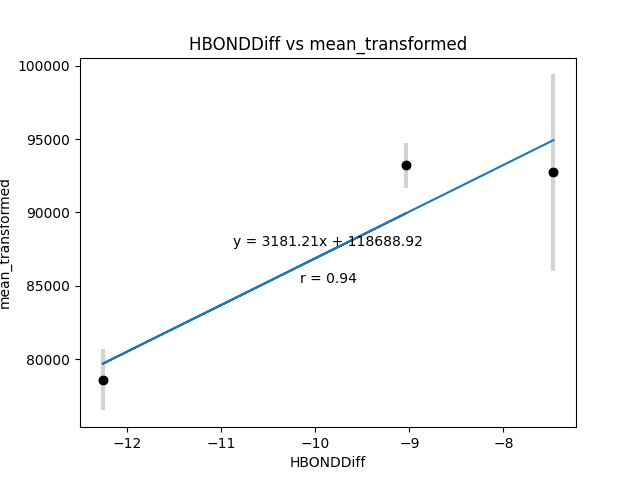 HBONDDiff vs mean_transformed
100000
95000
90000
85000
80000
mean_transformed
y = 3181.21x + 118688.92
r = 0.94
−12
−11
−10
−9
−8
HBONDDiff